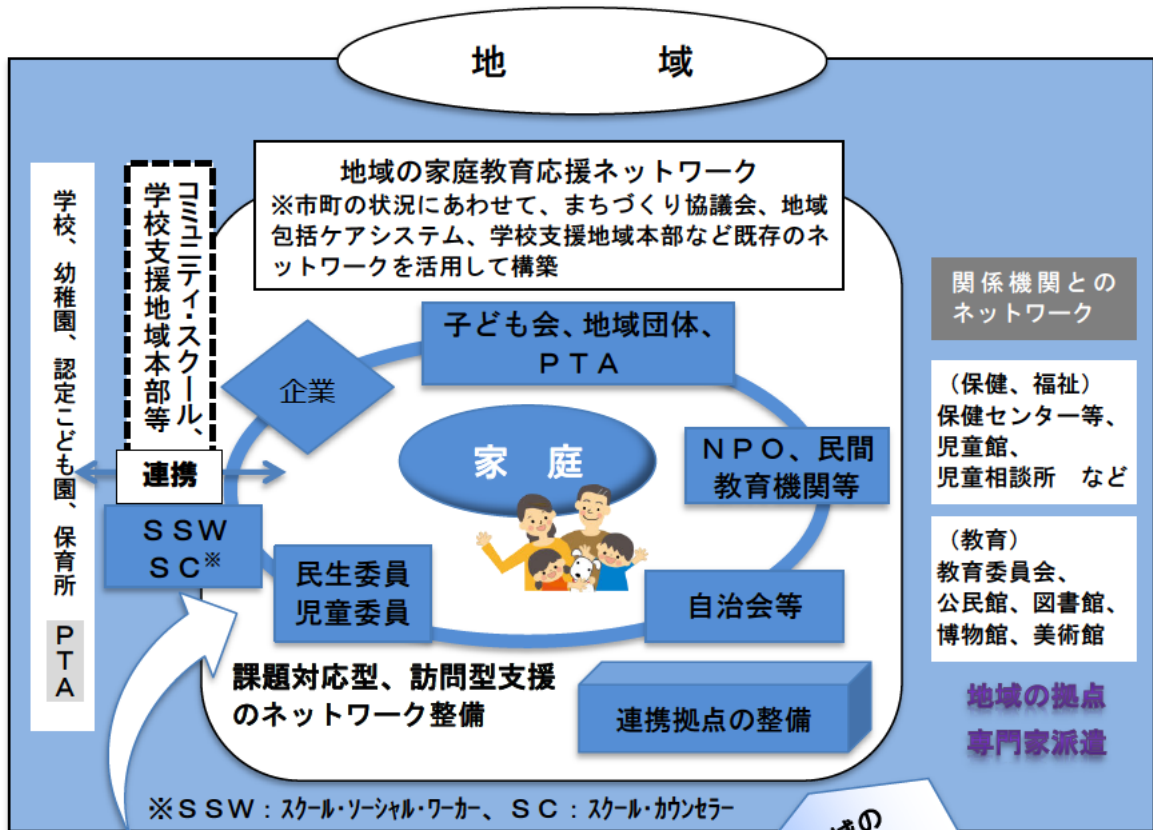 地　　域
学校、幼稚園、認定こども園、保育所
ＰＴＡ
コミュニティ・スクール、
学校支援地域本部等
連携
地域の家庭教育応援ネットワーク
※市町の状況にあわせて、まちづくり協議会、地域
包括ケアシステム、学校支援地域本部など既存のネ
ットワークを活用して構築
子ども会、地域団体、
ＰＴＡ
企業
家　庭
ＮＰＯ、民間
教育機関等
ＳＳＷ
ＳＣ※
民生委員
児童委員
自治会等
課題対応型、訪問型支援
のネットワーク整備
連携拠点の整備
関係機関との
ネットワーク
（保健、福祉）
保健センター等、
児童館、
児童相談所　など
（教育）
教育委員会、
公民館、図書館、
博物館、美術館
地域の拠点
専門家派遣
※ＳＳＷ：スクール・ソーシャル・ワーカー、ＳＣ：スクール・カウンセラー